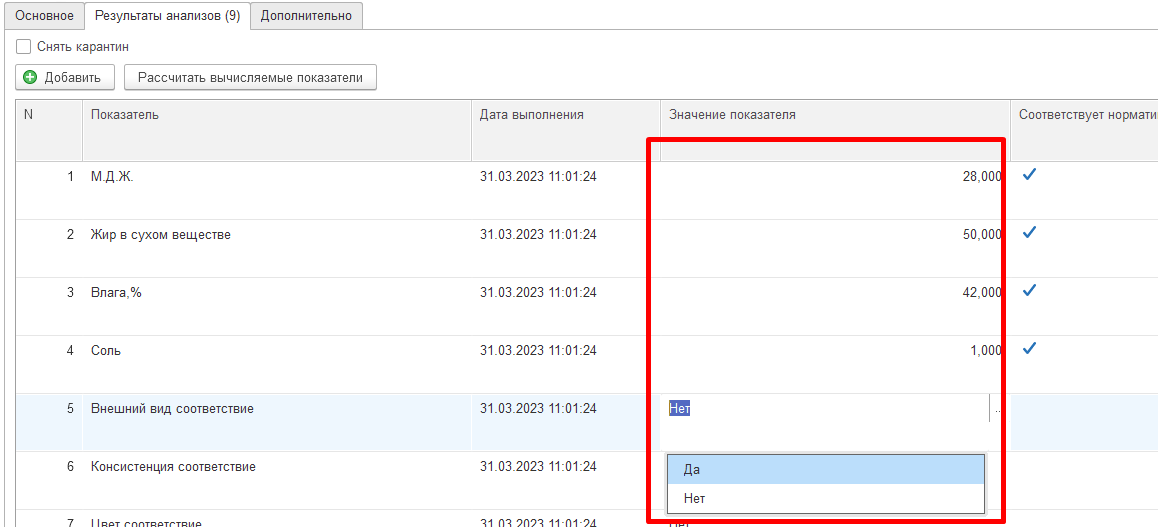 Основное Результаты анализов (9) Дополнительно
Снять карантин
Добавить Рассчитать вычисляемые показатели
N Показатель Дата выполнения Значение показателя Соответствует нормати
1 М.Д.Ж. 31.03.2023 11:01:24 28,000
2 Жир в сухом веществе 31.03.2023 11:01:24 50,000
3 Влага,% 31.03.2023 11:01:24 42,000
4 Соль 31.03.2023 11:01:24 1,000
5 Внешний вид соответствие 31.03.2023 11:01:24 Нет ...
6 Консистенция соответствие 31.03.2023 11:01:24
Да
Нет
7 Цвет соответствие 31.03.2023 11:01:24 Нет